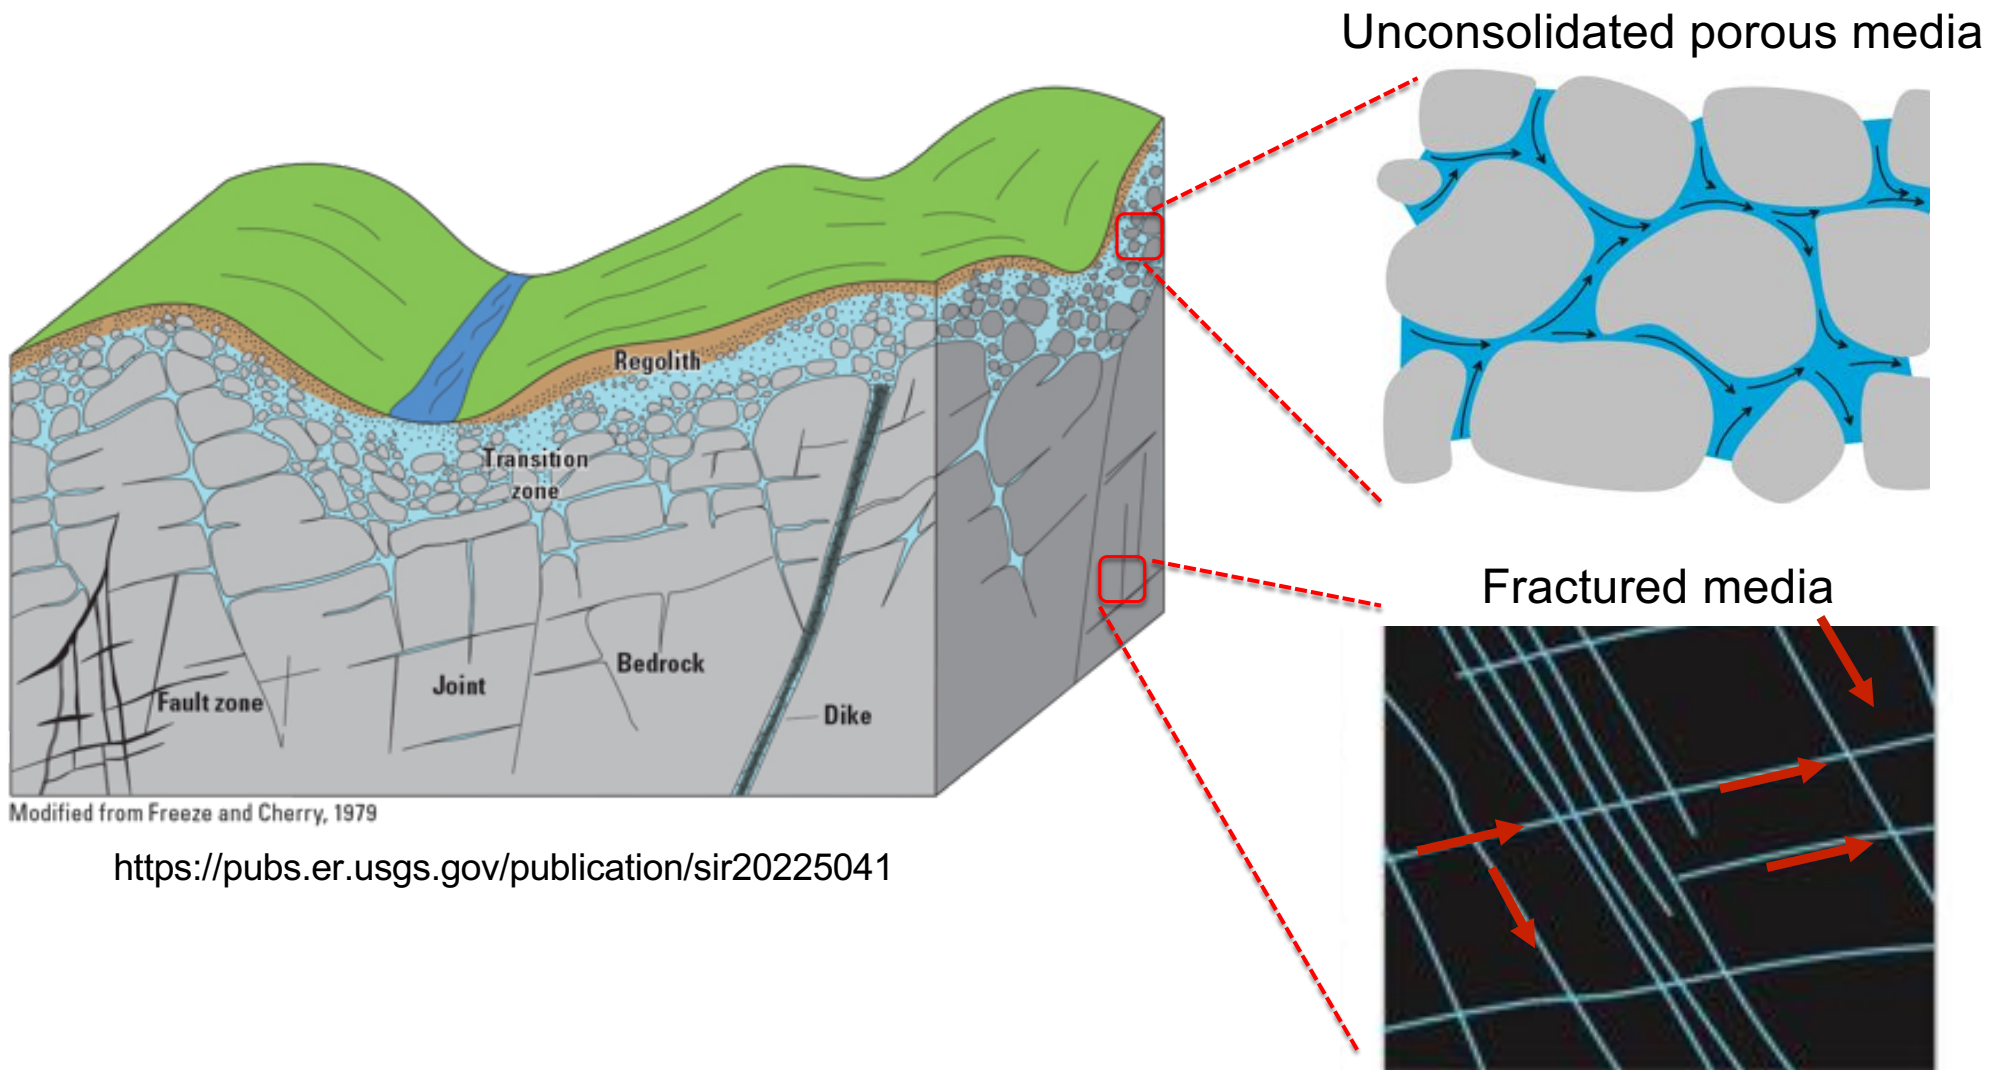 Unconsolidated porous media
Regolith
Transition
zone
Fractured media
Bedrock
Joint
Fault zone
Dike
Modified from Freeze and Cherry, 1979
https://pubs.er.usgs.gov/publication/sir20225041